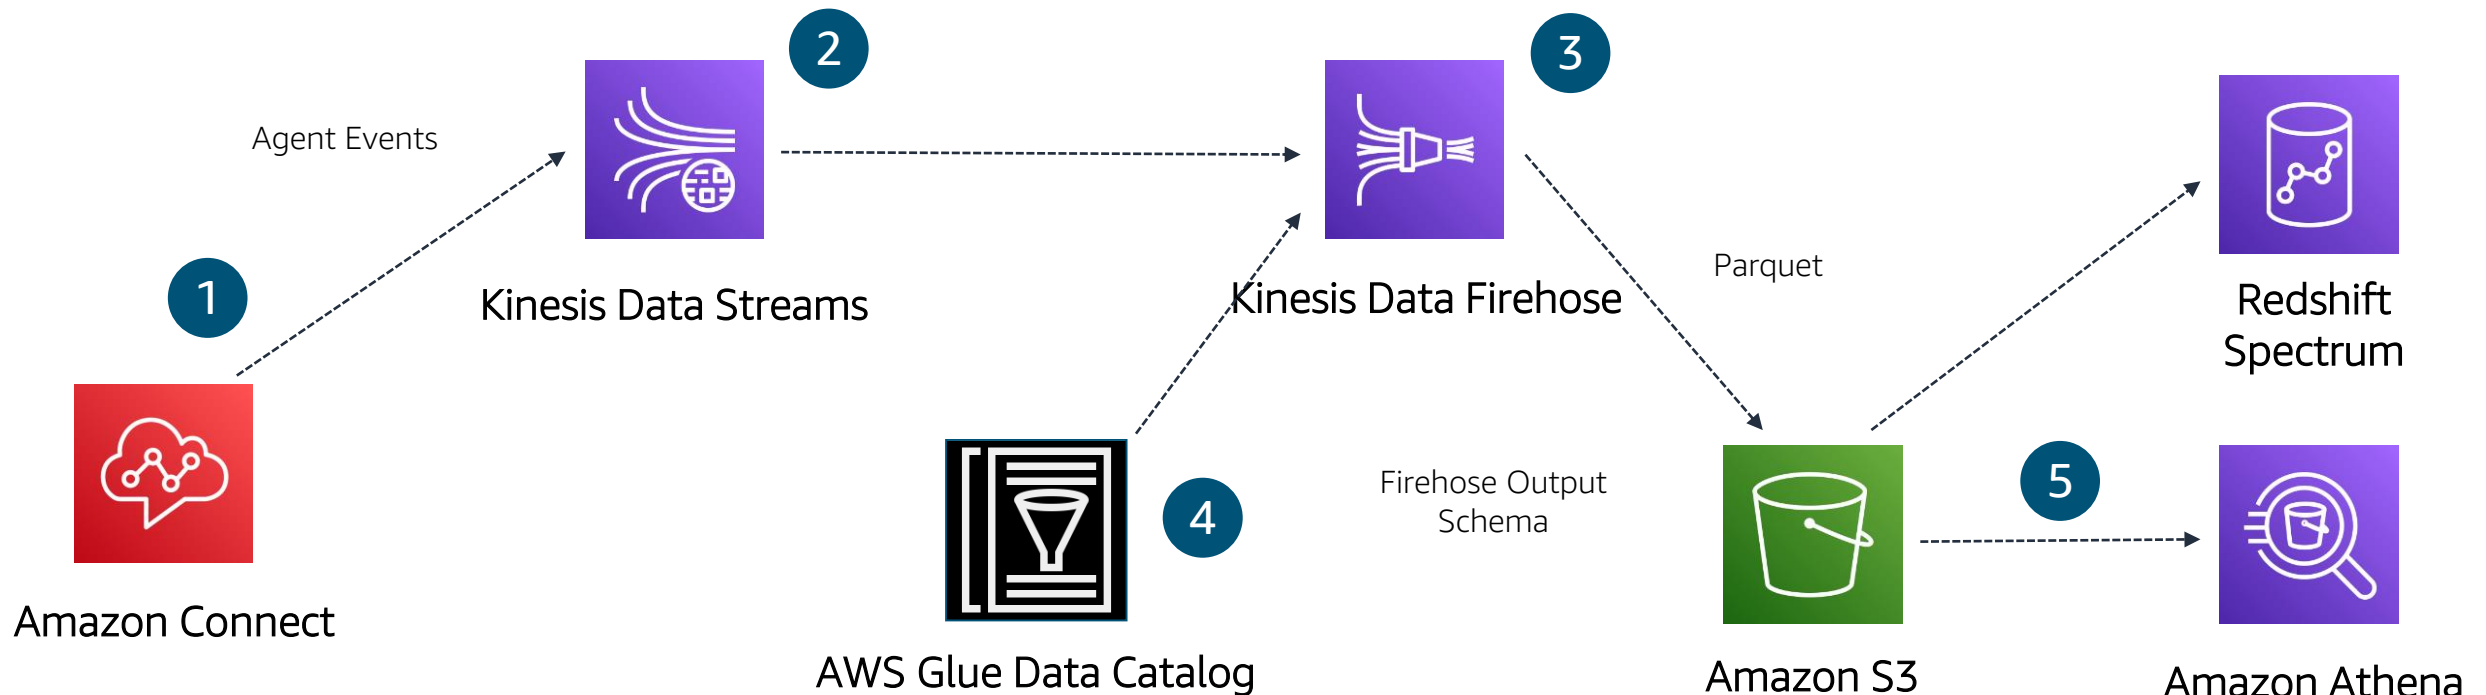 2
3
Agent Events
Parquet
1
Kinesis Data Streams
Kinesis Data Firehose
Redshift
Spectrum
4
Firehose Output
Schema
5
Amazon Connect
AWS Glue Data Catalog
Amazon S3
Amazon Athena